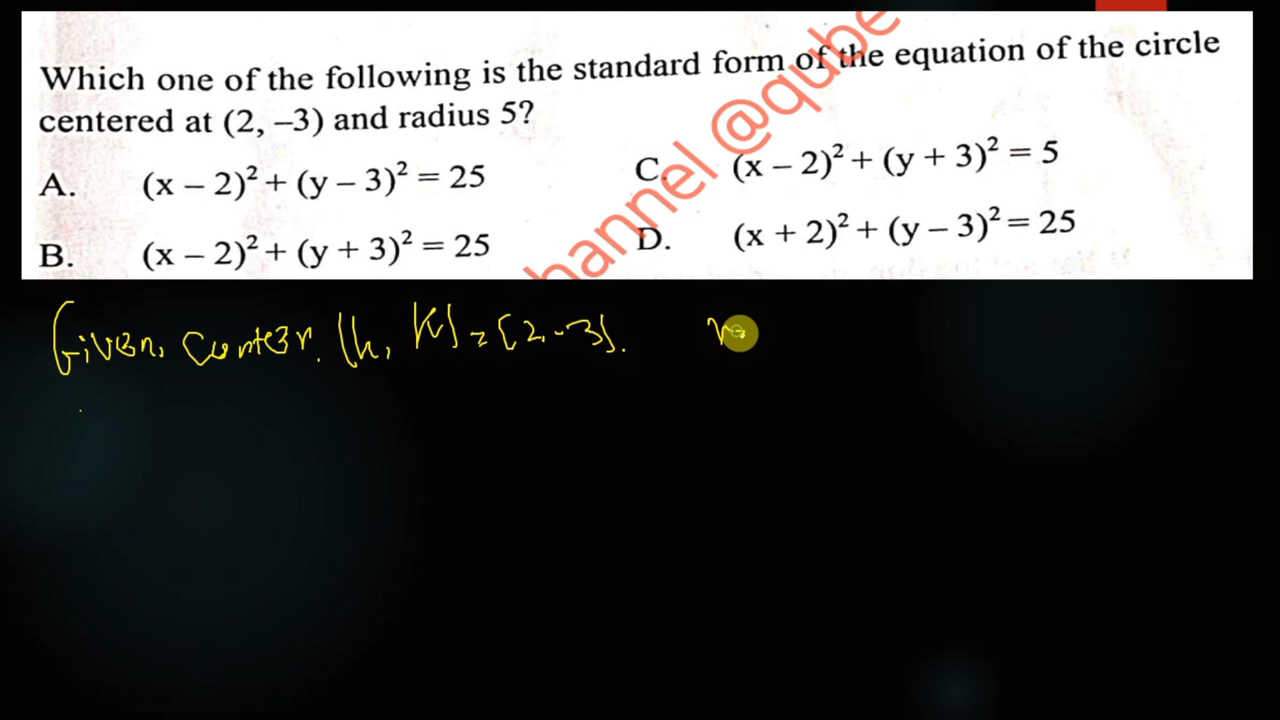 Which one of the following is the standard form of the equation of the circle
centered at (2, –3) and radius 5?
A. (x – 2)² + (y – 3)² = 25
C. (x – 2)² + (y + 3)² = 5
B. (x – 2)² + (y + 3)² = 25
D. (x + 2)² + (y – 3)² = 25
hannel @qube
Given, Center. (h, k) = (2, -3). r=